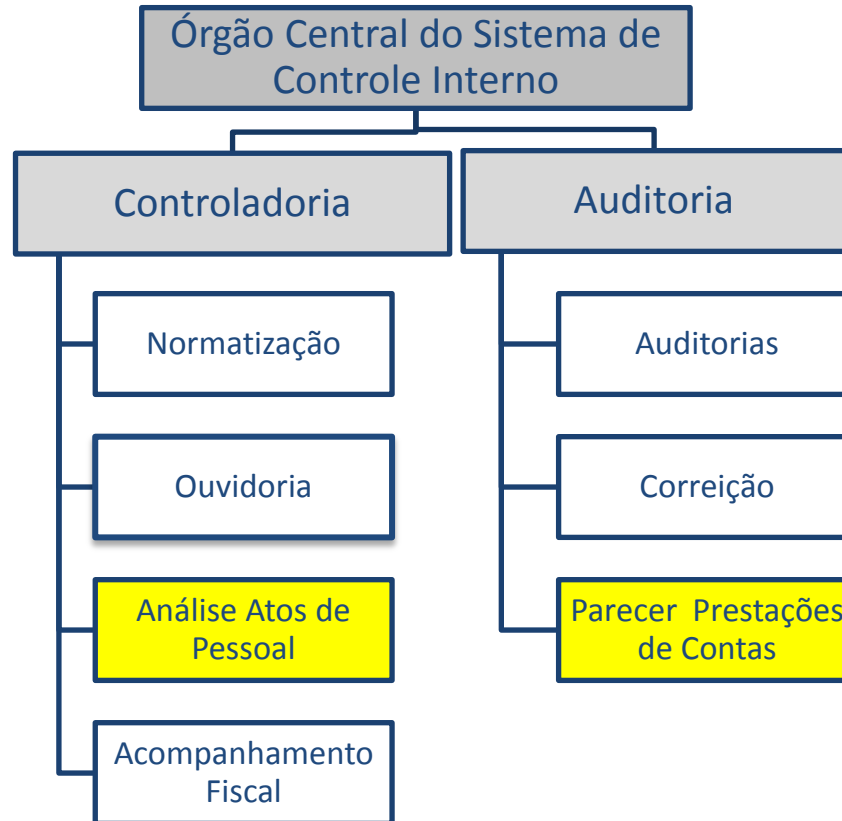 Órgão Central do Sistema de
Controle Interno
Controladoria
Auditoria
Normatização
Auditorias
Ouvidoria
Correição
Análise Atos de
Pessoal
Parecer Prestações
de Contas
Acompanhamento
Fiscal